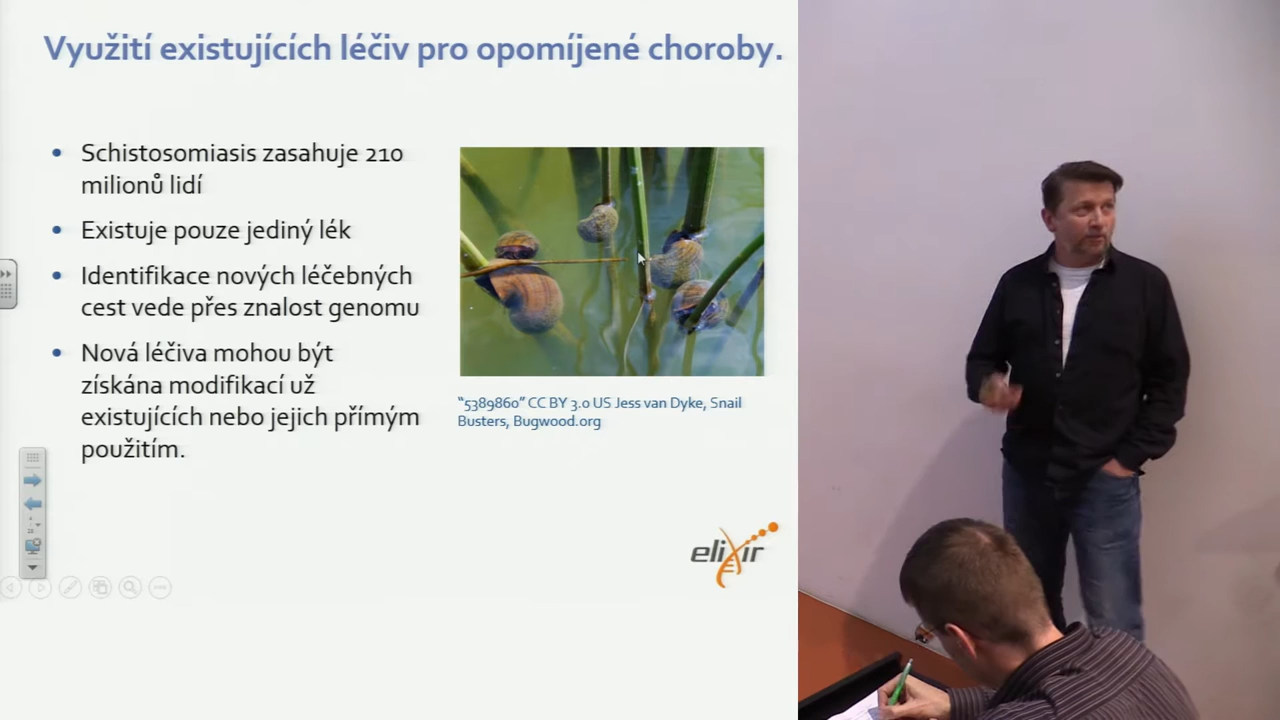 Využití existujících léčiv pro opomíjené choroby.
Schistosomiasis zasahuje 210
milionů lidí
Existuje pouze jediný lék
Identifikace nových léčebných
cest vede přes znalost genomu
Nová léčiva mohou být
získána modifikací už
existujících nebo jejich přímým
použitím.
“5389860” CC BY 3.0 US Jess van Dyke, Snail
Busters, Bugwood.org
elixir